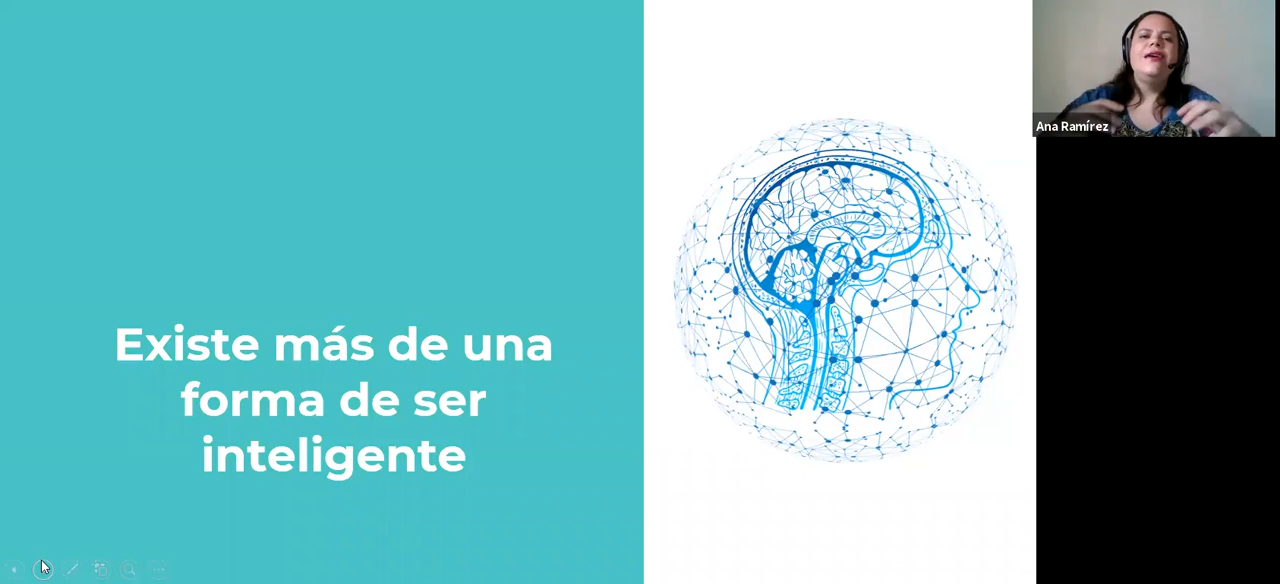 Existe más de una
forma de ser
inteligente
Ana Ramírez